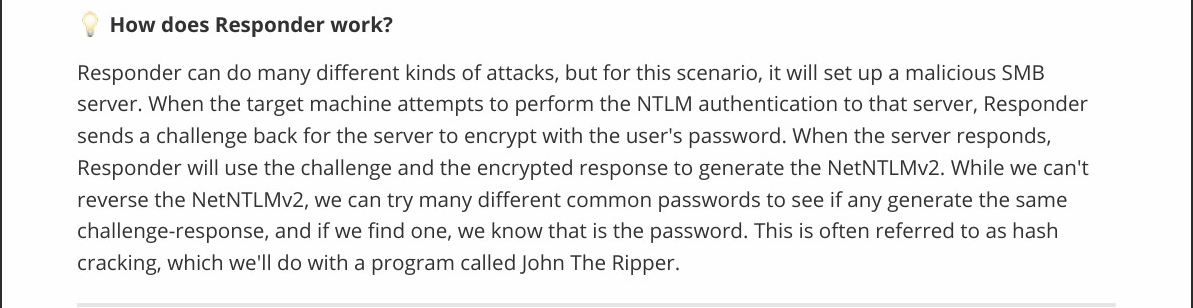 💡 How does Responder work?
Responder can do many different kinds of attacks, but for this scenario, it will set up a malicious SMB
server. When the target machine attempts to perform the NTLM authentication to that server, Responder
sends a challenge back for the server to encrypt with the user's password. When the server responds,
Responder will use the challenge and the encrypted response to generate the NetNTLMv2. While we can't
reverse the NetNTLMv2, we can try many different common passwords to see if any generate the same
challenge-response, and if we find one, we know that is the password. This is often referred to as hash
cracking, which we'll do with a program called John The Ripper.